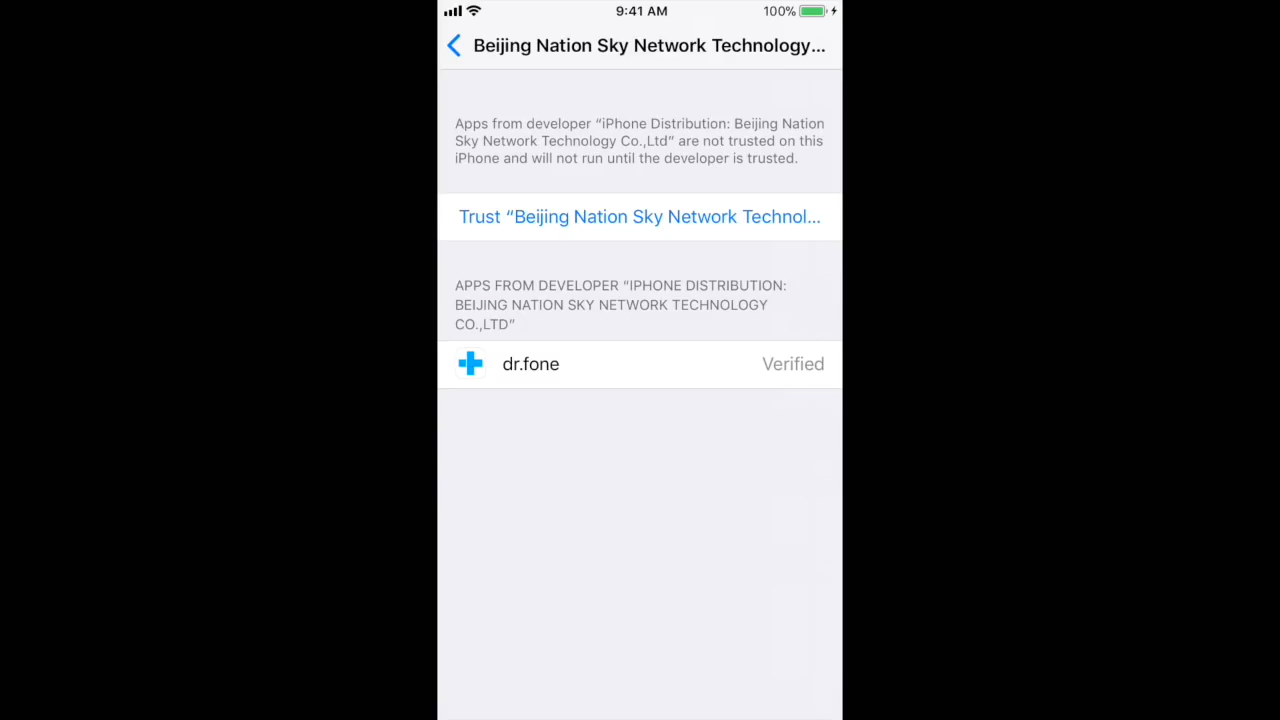 9:41 AM
100%
Beijing Nation Sky Network Technology...
Apps from developer “iPhone Distribution: Beijing Nation
Sky Network Technology Co.,Ltd” are not trusted on this
iPhone and will not run until the developer is trusted.
Trust “Beijing Nation Sky Network Technol...
APPS FROM DEVELOPER “IPHONE DISTRIBUTION:
BEIJING NATION SKY NETWORK TECHNOLOGY
CO.,LTD”
dr.fone Verified